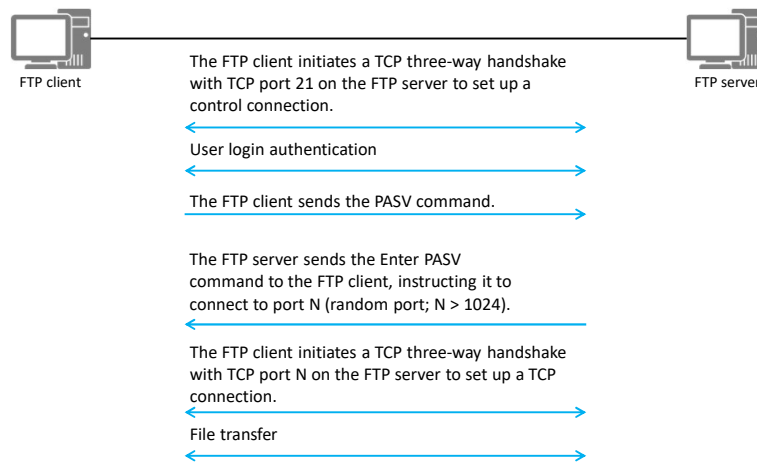 FTP client
FTP server
The FTP client initiates a TCP three-way handshake
with TCP port 21 on the FTP server to set up a
control connection.
User login authentication
The FTP client sends the PASV command.
The FTP server sends the Enter PASV
command to the FTP client, instructing it to
connect to port N (random port; N > 1024).
The FTP client initiates a TCP three-way handshake
with TCP port N on the FTP server to set up a TCP
connection.
File transfer